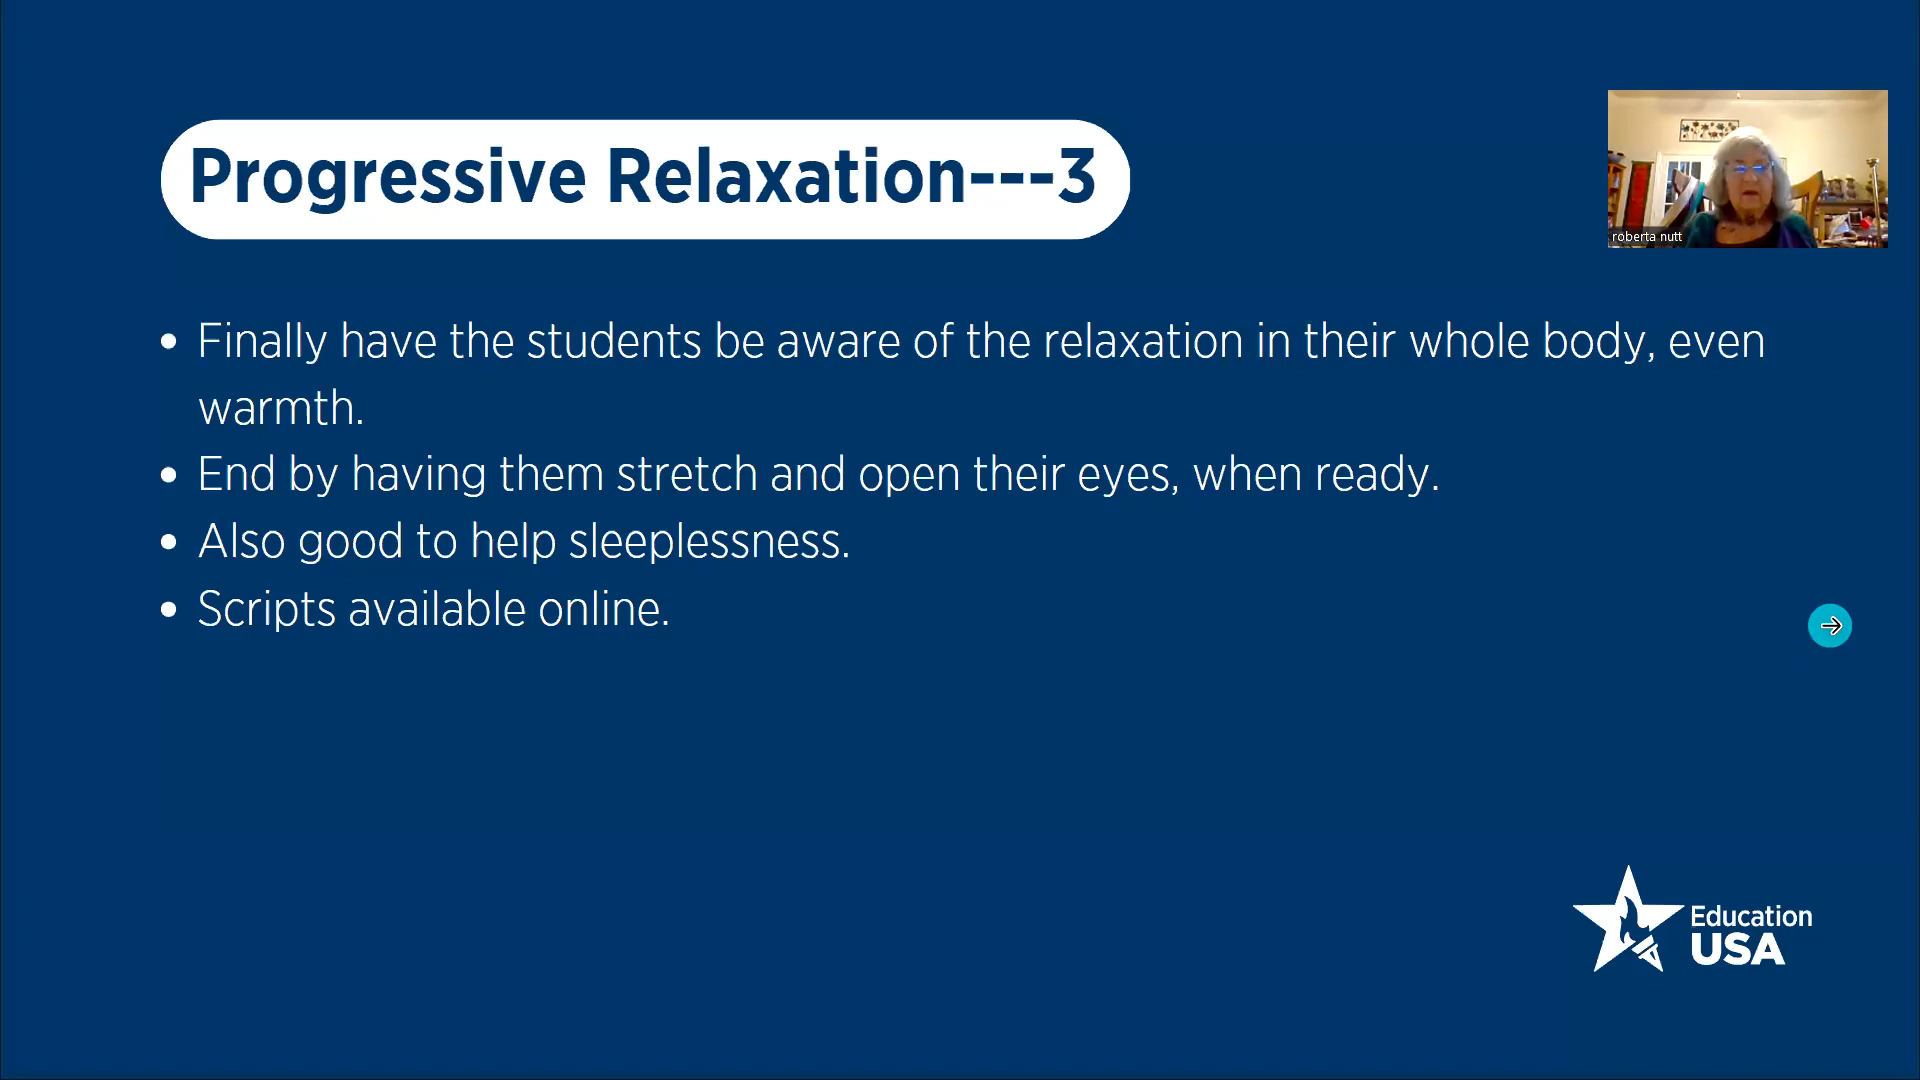 Progressive Relaxation---3
roberta nutt
• Finally have the students be aware of the relaxation in their whole body, even
warmth.
• End by having them stretch and open their eyes, when ready.
• Also good to help sleeplessness.
• Scripts available online.
Education
USA